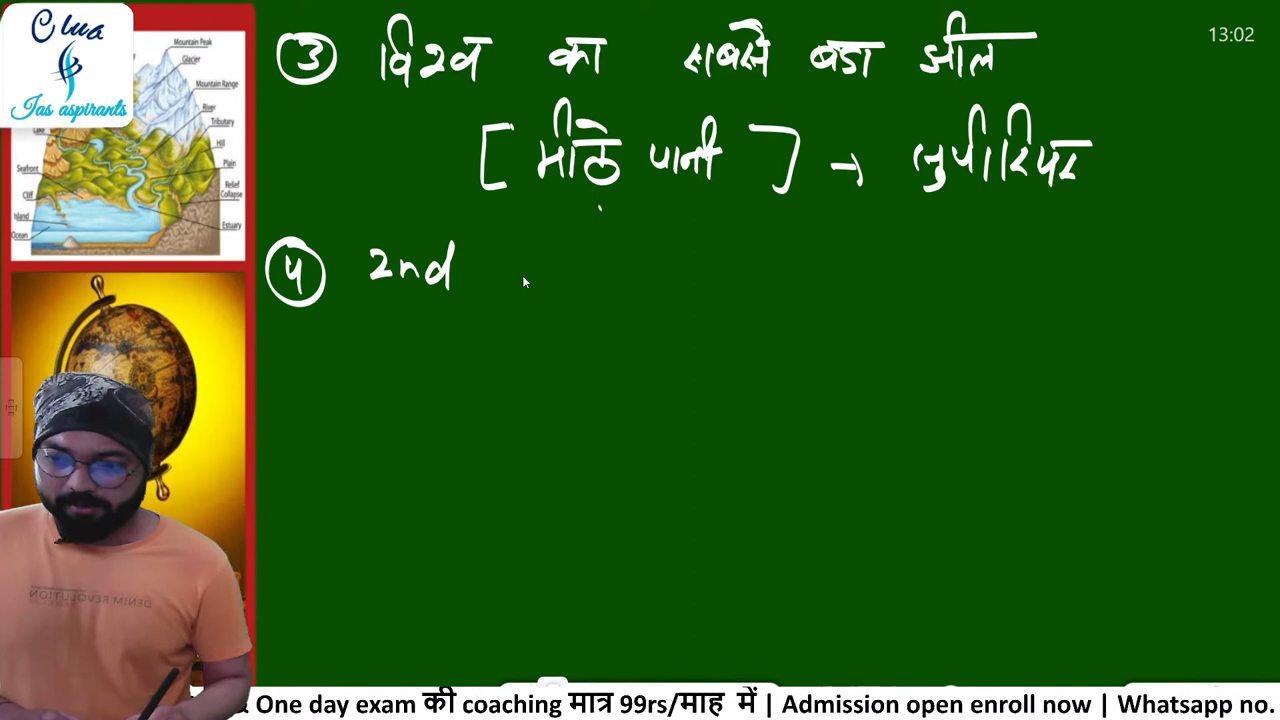 Clua
Ias aspirants
Mountain Peak
Glacier
Mountain Range
River
Tributary
Hill
Lake
Plain
Seafront
Relief
Collapse
Cliff
Island
Estuary
Ocean
13:02
③ विश्व का सबसे बडा झील
[मीठे पानी] → सुपीरियर
④ 2nd
DENIM REVOLUTION
& One day exam की coaching मात्र 99rs/माह में | Admission open enroll now | Whatsapp no.